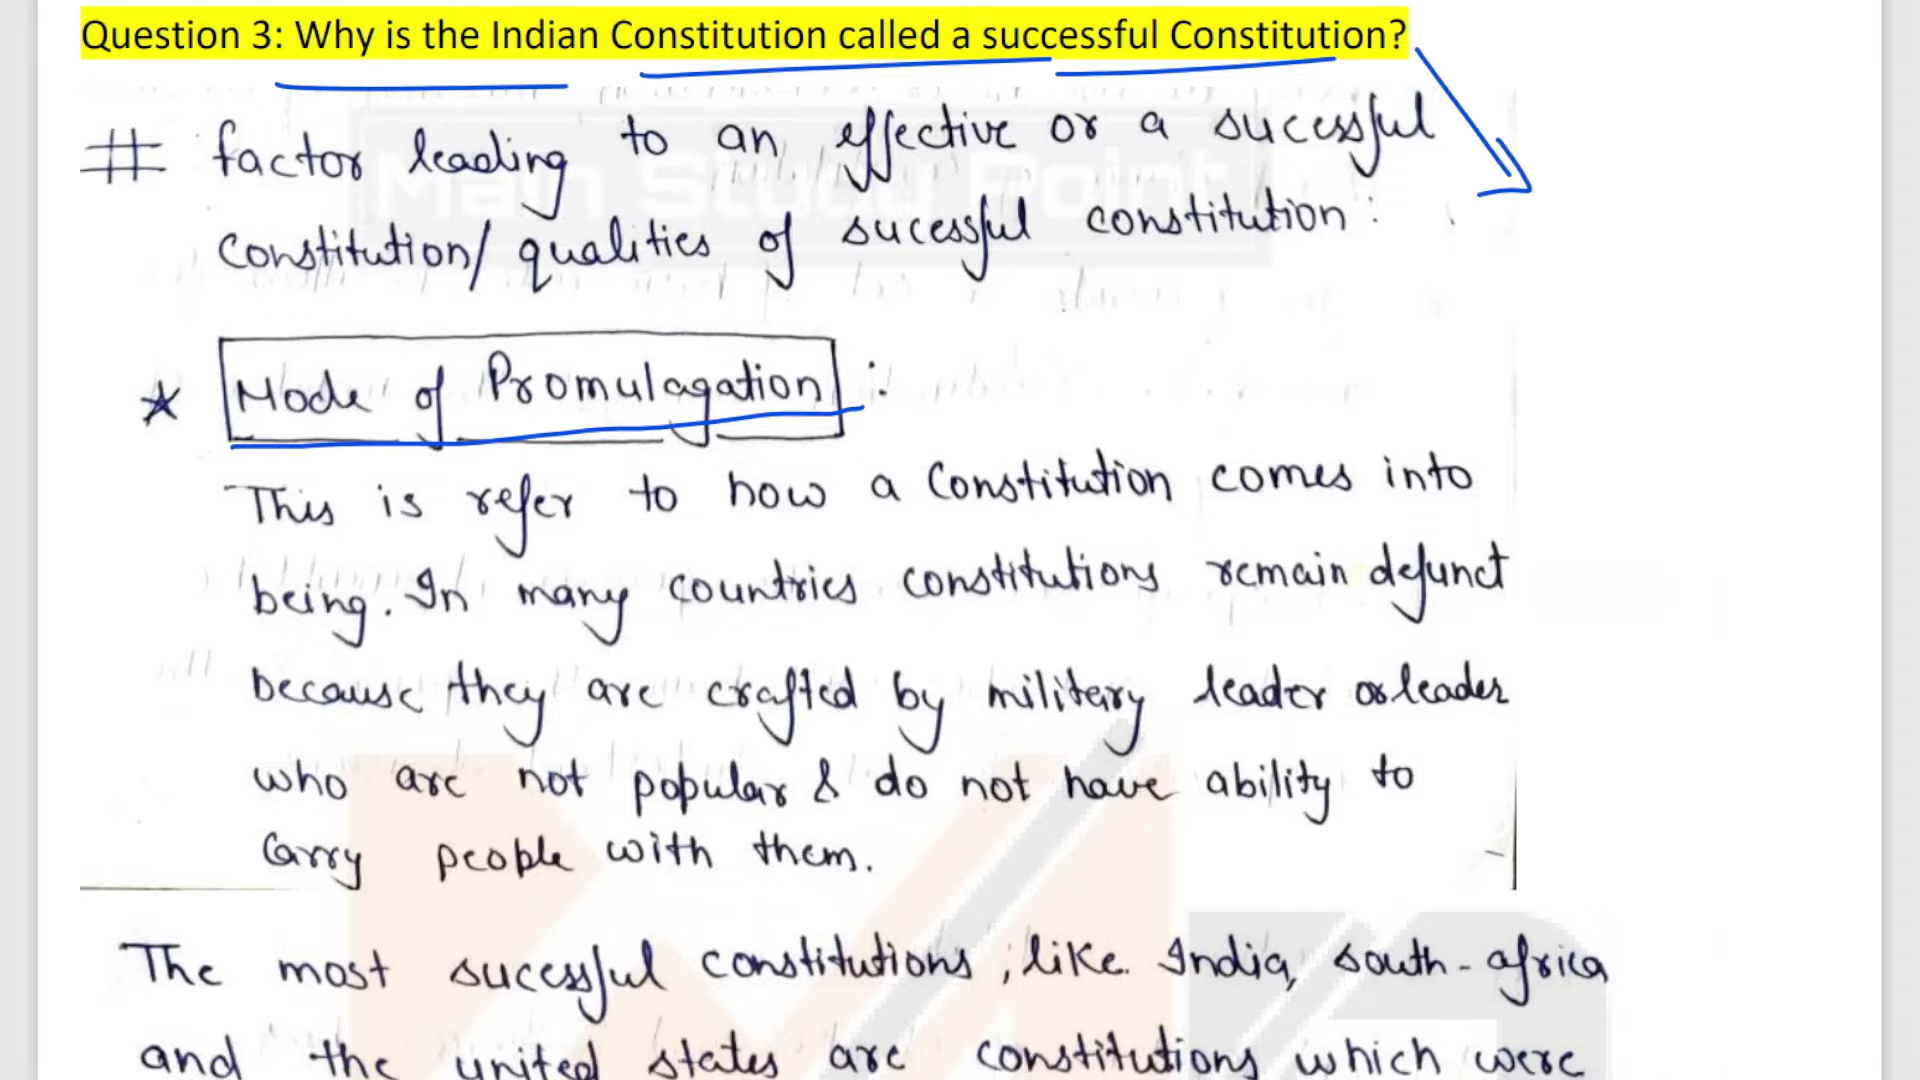 Question 3: Why is the Indian Constitution called a successful Constitution?
# factor leading to an effective or a sucessful
Constitution/ qualities of sucessful constitution:
★ Mode of Promulagation :
This is refer to how a Constitution comes into
being. In many countries constitutions remain defunct
because they are crafted by military leader or leader
who are not popular & do not have ability to
Carry people with them.
The most sucessful constitutions, like India, south-africa
and the united states are constitutions which were
Main Study Point